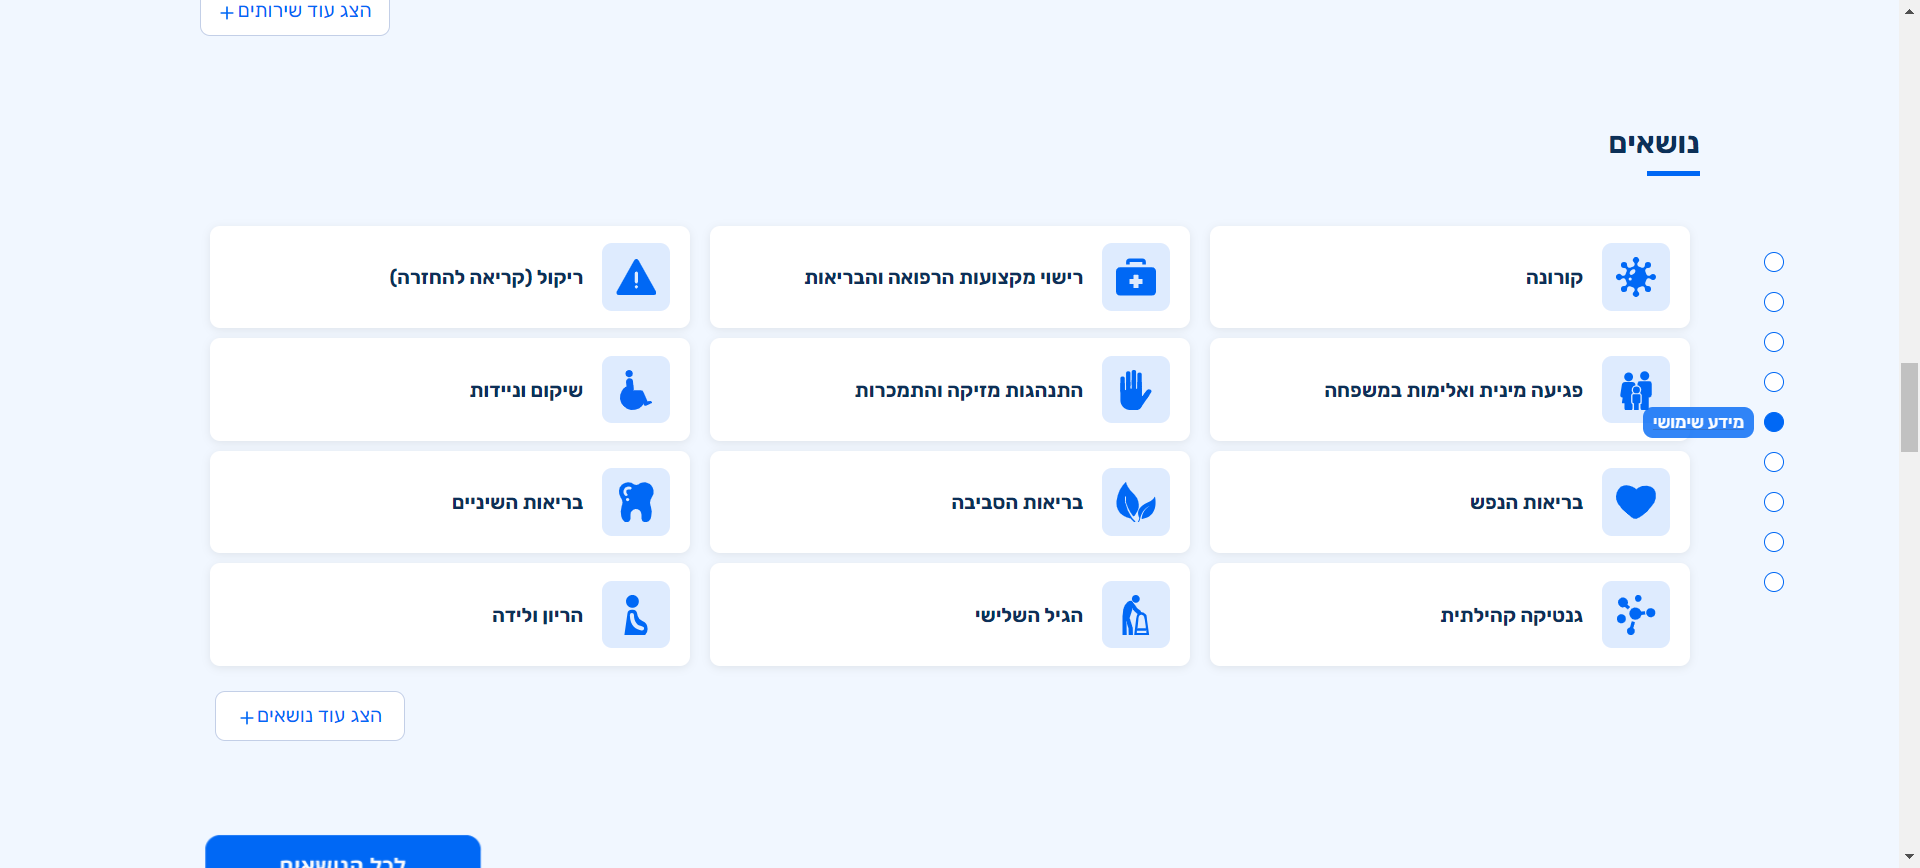 הצג עוד שירותים+
נושאים
קורונה
רישוי מקצועות הרפואה והבריאות
ריקול (קריאה להחזרה)
פגיעה מינית ואלימות במשפחה
התנהגות מזיקה והתמכרות
שיקום וניידות
מידע שימושי
בריאות הנפש
בריאות הסביבה
בריאות השיניים
גנטיקה קהילתית
הגיל השלישי
הריון ולידה
הצג עוד נושאים+
לכל הנושאים